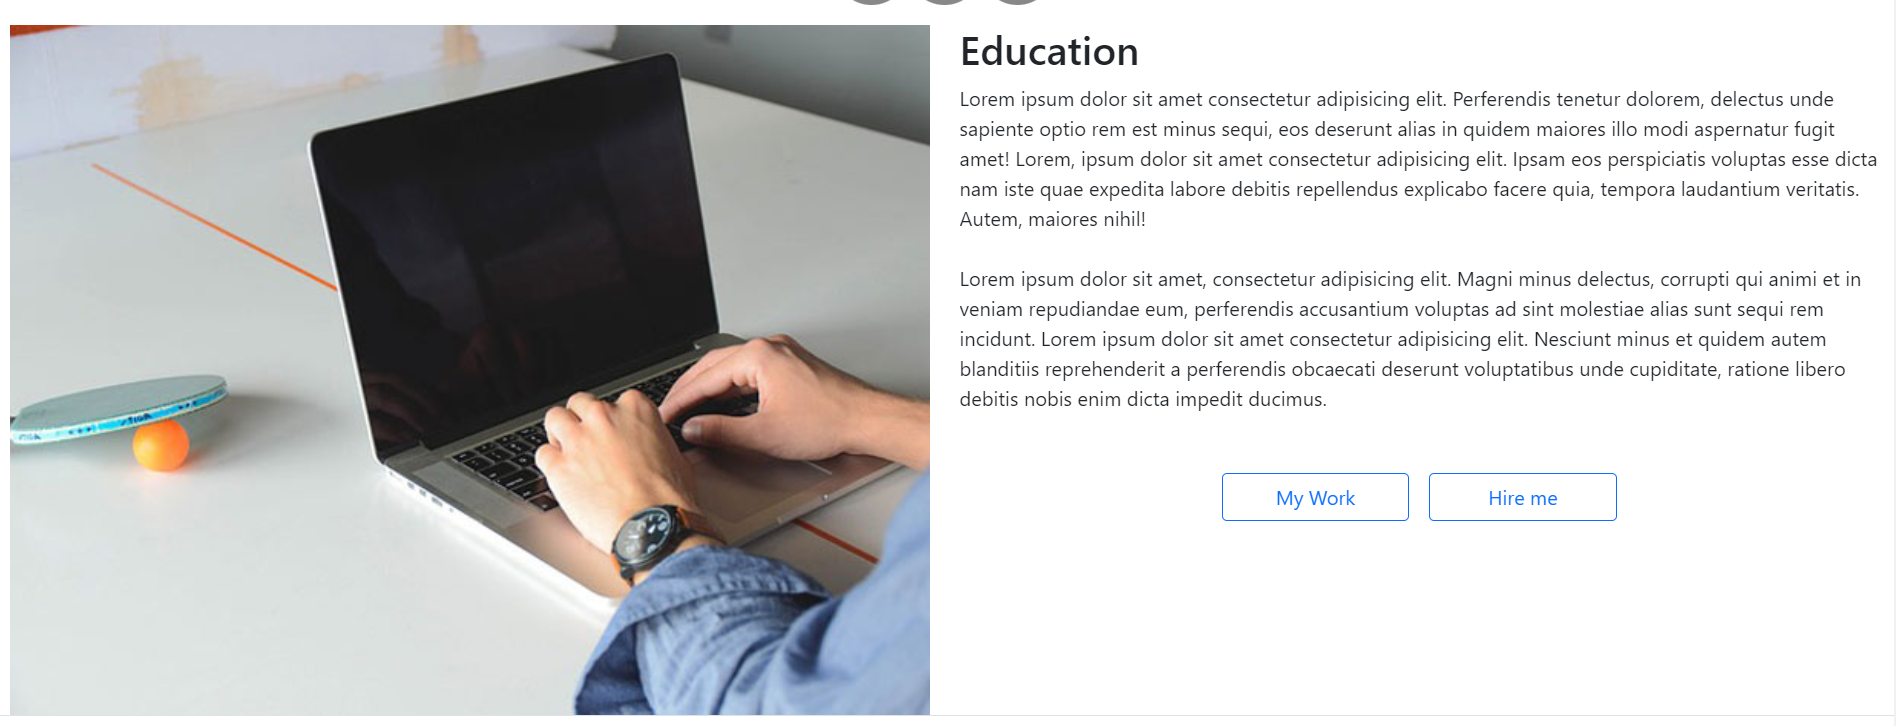 Education
Lorem ipsum dolor sit amet consectetur adipisicing elit. Perferendis tenetur dolorem, delectus unde
sapiente optio rem est minus sequi, eos deserunt alias in quidem maiores illo modi aspernatur fugit
amet! Lorem, ipsum dolor sit amet consectetur adipisicing elit. Ipsam eos perspiciatis voluptas esse dicta
nam iste quae expedita labore debitis repellendus explicabo facere quia, tempora laudantium veritatis.
Autem, maiores nihil!
Lorem ipsum dolor sit amet, consectetur adipisicing elit. Magni minus delectus, corrupti qui animi et in
veniam repudiandae eum, perferendis accusantium voluptas ad sint molestiae alias sunt sequi rem
incidunt. Lorem ipsum dolor sit amet consectetur adipisicing elit. Nesciunt minus et quidem autem
blanditiis reprehenderit a perferendis obcaecati deserunt voluptatibus unde cupiditate, ratione libero
debitis nobis enim dicta impedit ducimus.
My Work
Hire me